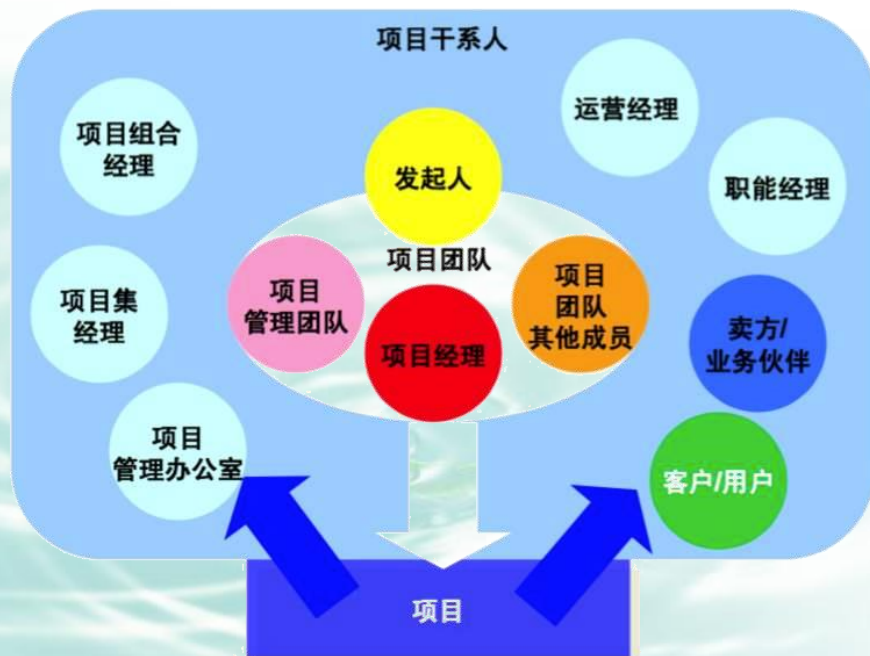 项目干系人
项目组合
经理
发起人
运营经理
职能经理
项目团队
项目
管理团队
项目经理
项目
团队
其他成员
项目集
经理
卖方/
业务伙伴
项目
管理办公室
客户/用户
项目